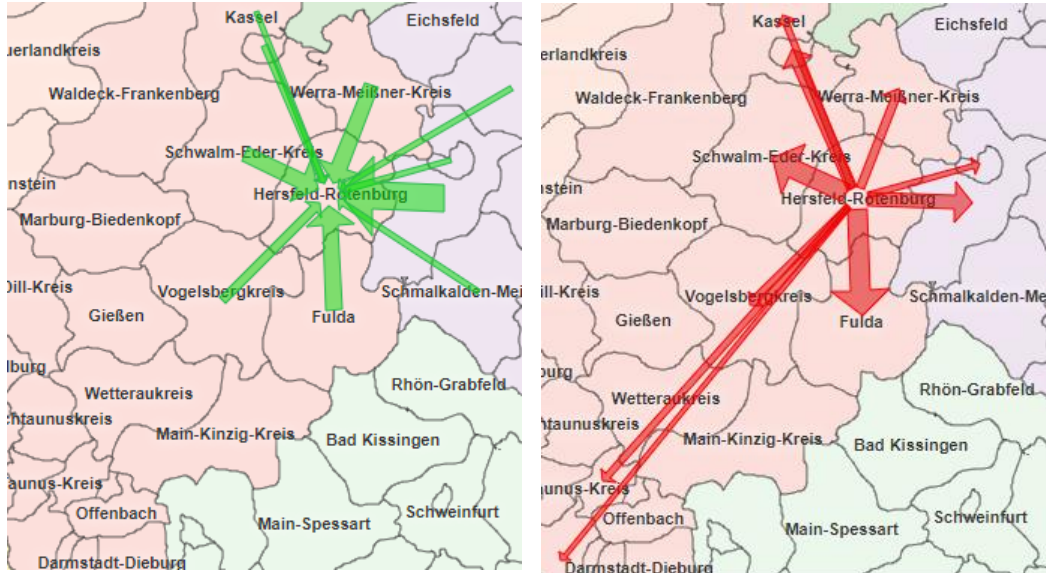 Kassel
Eichsfeld
uerlandkreis
Waldeck-Frankenberg
Werra-Meißner-Kreis
Schwalm-Eder-Kreis
nstein
Hersfeld-Rotenburg
Marburg-Biedenkopf
Dill-Kreis
Vogelsbergkreis
Schmalkalden-Mei
Gießen
Fulda
lburg
Rhön-Grabfeld
Wetteraukreis
chtaunuskreis
Main-Kinzig-Kreis
Bad Kissingen
aunus-Kreis
Offenbach
Schweinfurt
Main-Spessart
Darmstadt-Dieburg
Kassel
Eichsfeld
uerlandkreis
Waldeck-Frankenberg
Werra-Meißner-Kreis
Schwalm-Eder-Kreis
nstein
Hersfeld-Rotenburg
Marburg-Biedenkopf
Dill-Kreis
Vogelsbergkreis
Schmalkalden-Me
Gießen
Fulda
burg
Rhön-Grabfeld
Wetteraukreis
htaunuskreis
Main-Kinzig-Kreis
Bad Kissingen
aunus-Kreis
Offenbach
Schweinfurt
Main-Spessart
Darmstadt-Dieburg